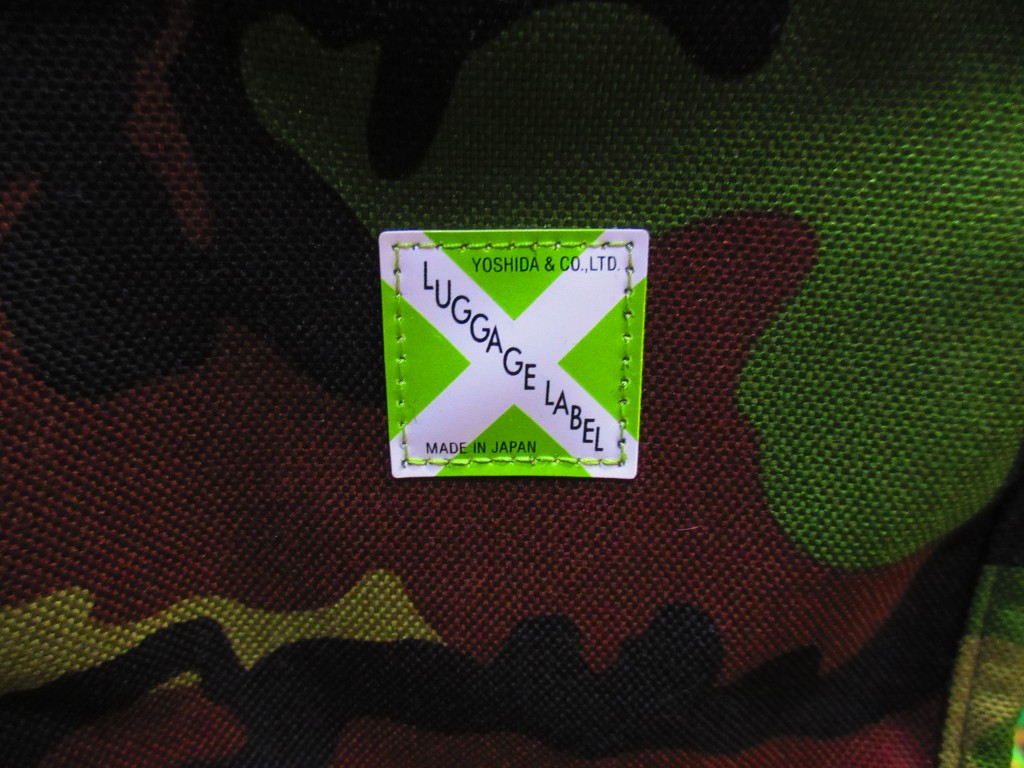 YOSHIDA & CO.,LTD.
LUGGAGE LABEL
MADE IN JAPAN